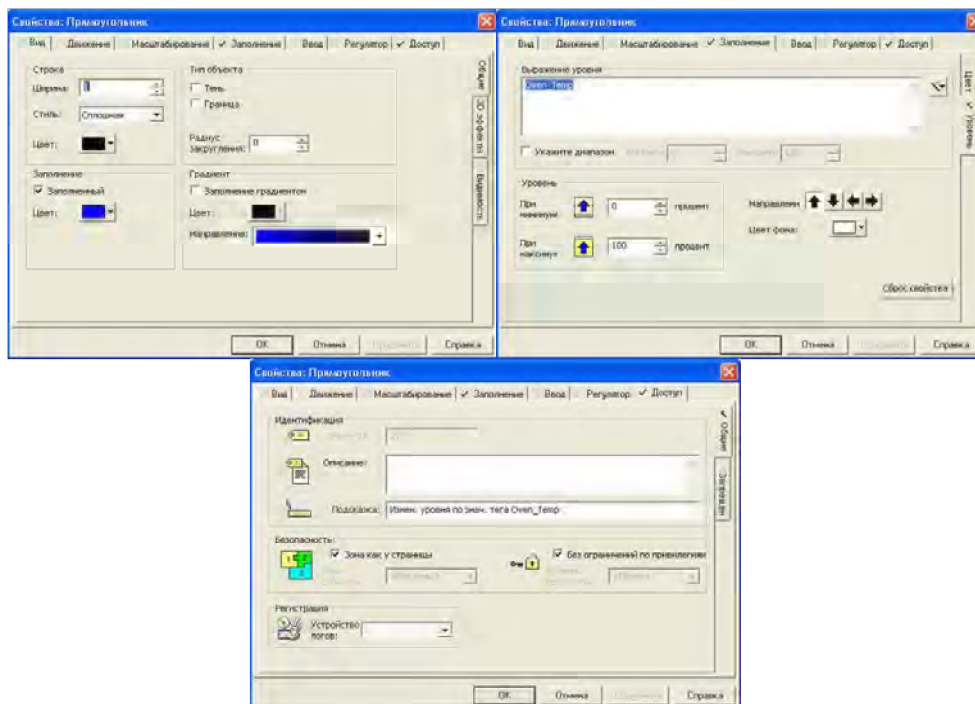 Свойства: Прямоугольник
Вид Движение Масштабирование Заполнение Ввод Регулятор Доступ
Строка
Ширина:
Стиль: Сплошная
Цвет:
Тип объекта
Тень
Граница
Радиус
закругления: 0
Заполнение
Заполненный
Цвет:
Градиент
Заполнение градиентом
Цвет:
Направление:
Общие
3D эффекты
Видимость
ОК Отмена Справка
Свойства: Прямоугольник
Вид Движение Масштабирование Заполнение Ввод Регулятор Доступ
Выражение уровня
Oven_Temp
Укажите диапазон
Уровень
При
минимум 0 процент
При
максимум 100 процент
Направлени
Цвет фона:
Сброс свойства
Цвет
Уровень
ОК Отмена Справка
Свойства: Прямоугольник
Вид Движение Масштабирование Заполнение Ввод Регулятор Доступ
Идентификация
Описание:
Подсказка: Измен. уровня по знач. тега Oven_Temp
Безопасность:
Зона как у страницы
Без ограничений по привилегиям
Регистрация
Устройство
логов:
Общие
ОК Отмена Справка